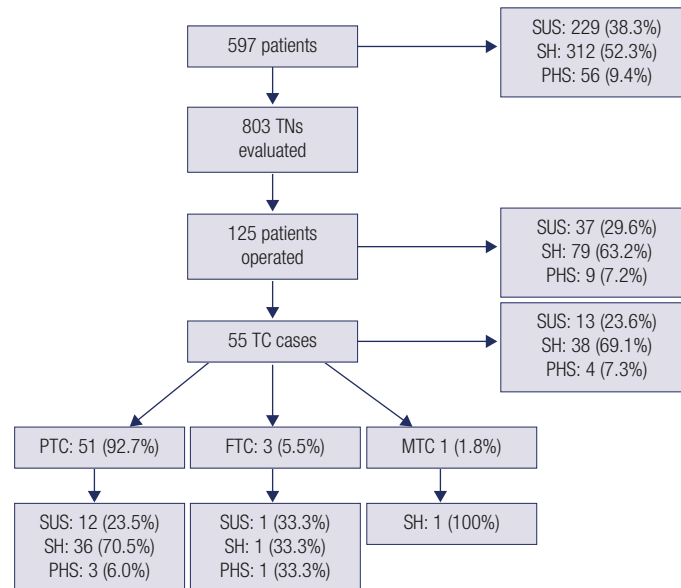 597 patients
SUS: 229 (38.3%)
SH: 312 (52.3%)
PHS: 56 (9.4%)
803 TNs
evaluated
125 patients
operated
SUS: 37 (29.6%)
SH: 79 (63.2%)
PHS: 9 (7.2%)
55 TC cases
SUS: 13 (23.6%)
SH: 38 (69.1%)
PHS: 4 (7.3%)
PTC: 51 (92.7%)
FTC: 3 (5.5%)
MTC 1 (1.8%)
SUS: 12 (23.5%)
SH: 36 (70.5%)
PHS: 3 (6.0%)
SUS: 1 (33.3%)
SH: 1 (33.3%)
PHS: 1 (33.3%)
SH: 1 (100%)